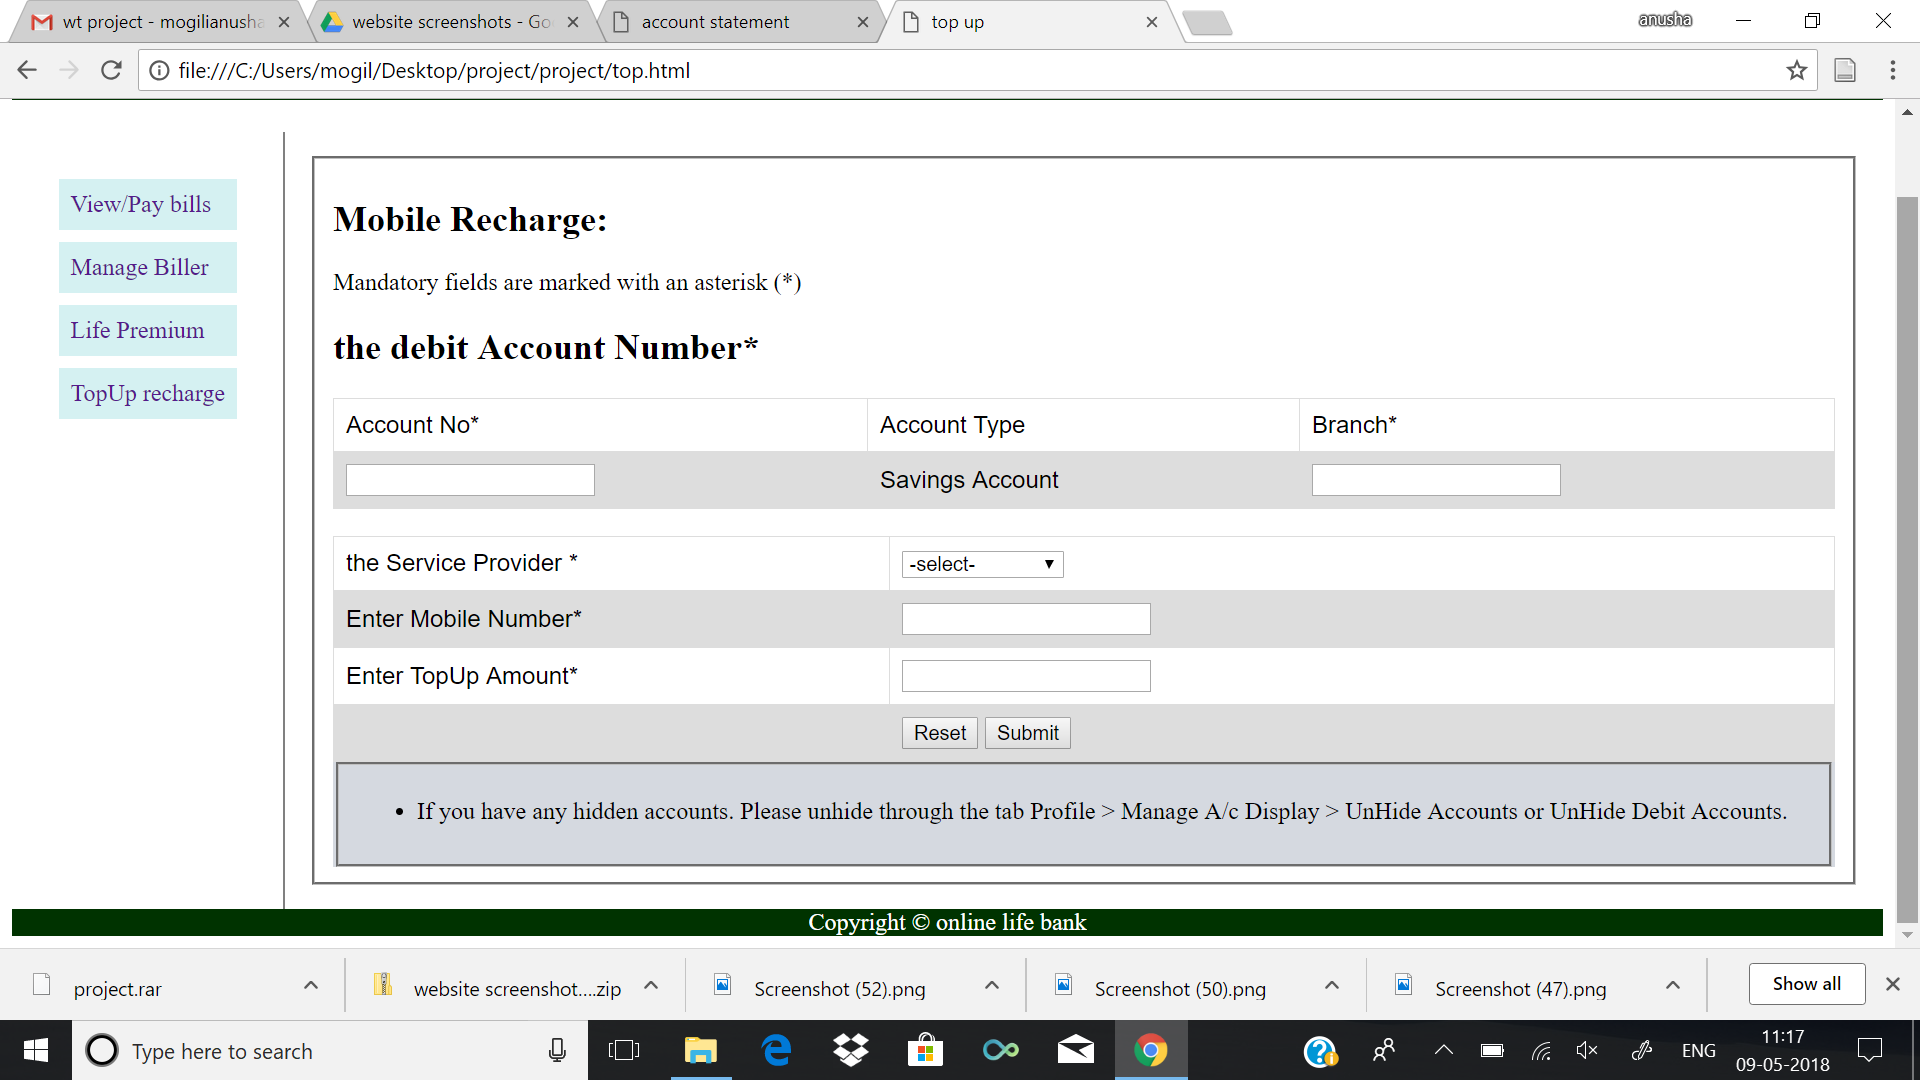 wt project - mogilianusha
website screenshots - Go
account statement
top up
anusha
file:///C:/Users/mogil/Desktop/project/project/top.html
View/Pay bills
Manage Biller
Life Premium
TopUp recharge
Mobile Recharge:
Mandatory fields are marked with an asterisk (*)
the debit Account Number*
Account No* Account Type Branch*
Savings Account
the Service Provider * -select-
Enter Mobile Number*
Enter TopUp Amount*
Reset Submit
• If you have any hidden accounts. Please unhide through the tab Profile > Manage A/c Display > UnHide Accounts or UnHide Debit Accounts.
Copyright © online life bank
project.rar
website screenshot....zip
Screenshot (52).png
Screenshot (50).png
Screenshot (47).png
Show all
Type here to search
ENG
11:17
09-05-2018